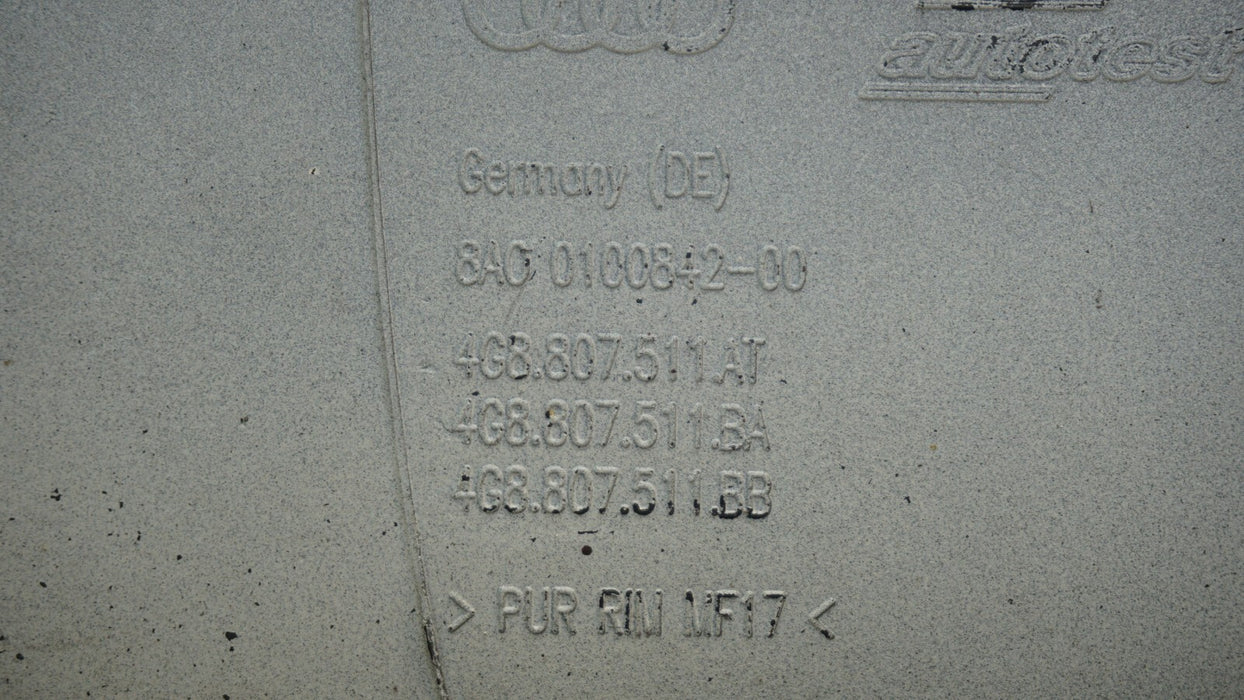 autotest
Germany (DE)
8AC 0100842-00
4G8.807.511.AT
4G8.807.511.BA
4G8.807.511.BB
> PUR RIM MF17 <